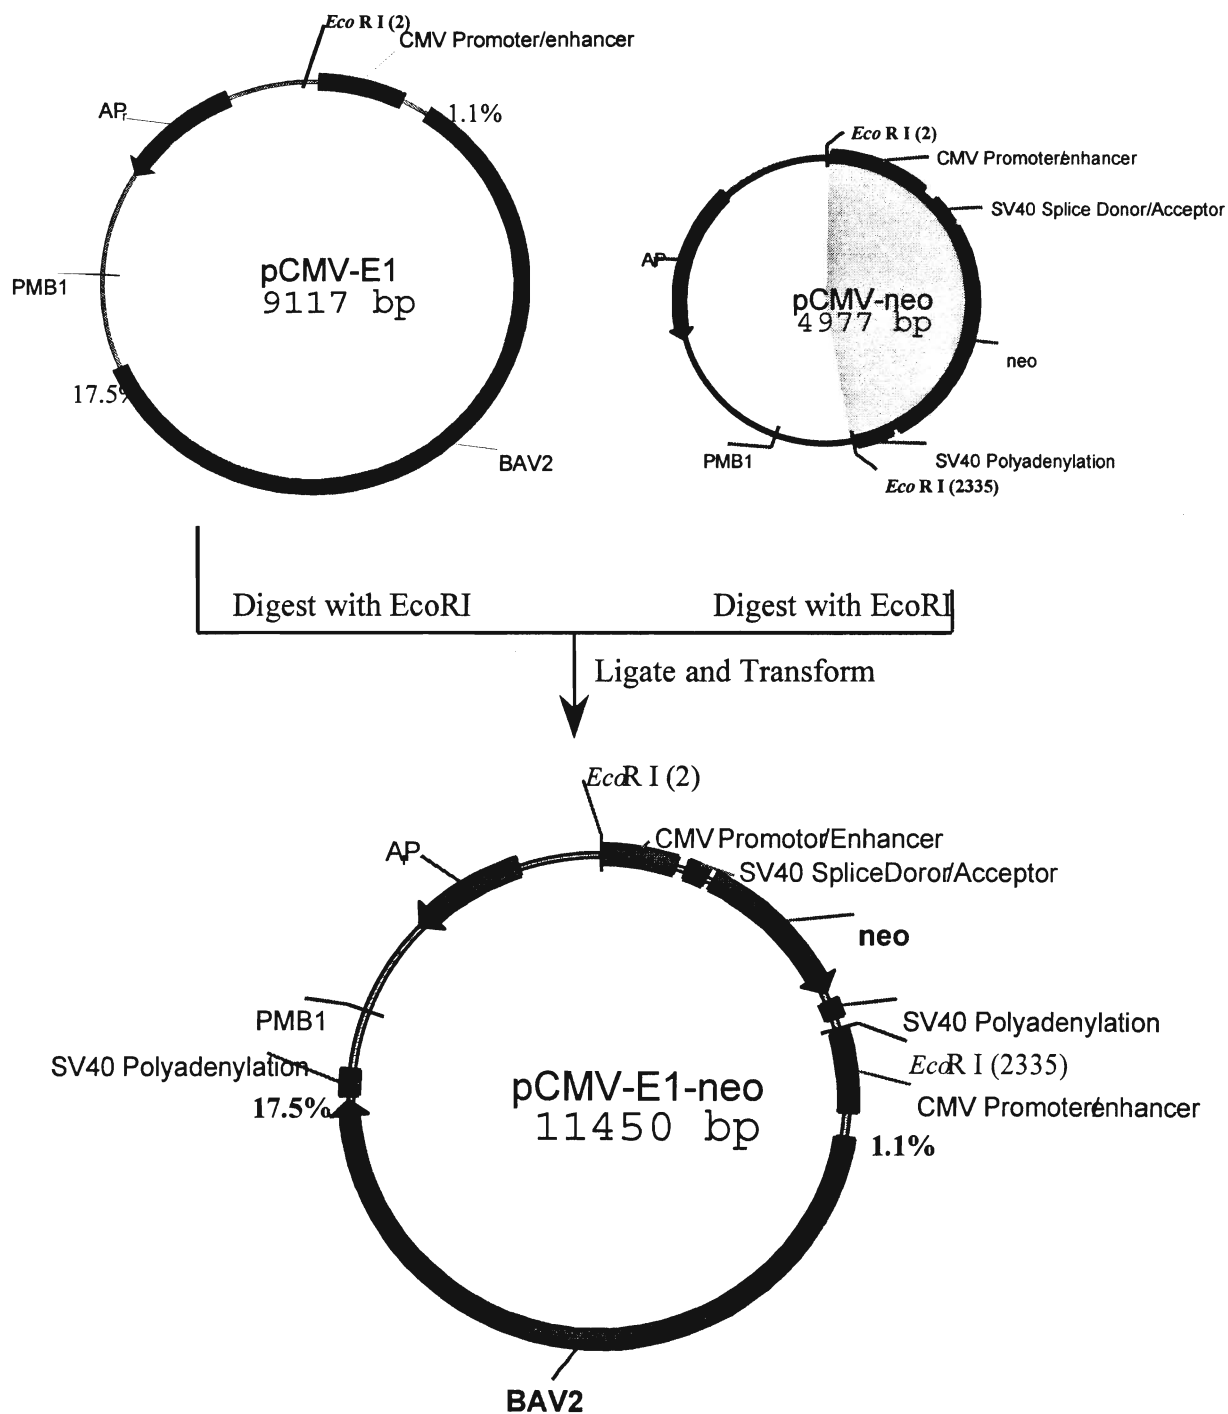 Eco R I (2)
CMV Promoter/enhancer
APr
1.1%
PMB1
pCMV-E1
9117 bp
17.5%
BAV2
Eco R I (2)
CMV Promoter/enhancer
SV40 Splice Donor/Acceptor
AP
pCMV-neo
4977 bp
neo
PMB1
SV40 Polyadenylation
Eco R I (2335)
Digest with EcoRI
Digest with EcoRI
Ligate and Transform
EcoR I (2)
CMV Promotor/Enhancer
AP
SV40 SpliceDoror/Acceptor
neo
PMB1
SV40 Polyadenylation
SV40 Polyadenylation
EcoR I (2335)
17.5%
pCMV-E1-neo
11450 bp
CMV Promoter/enhancer
1.1%
BAV2